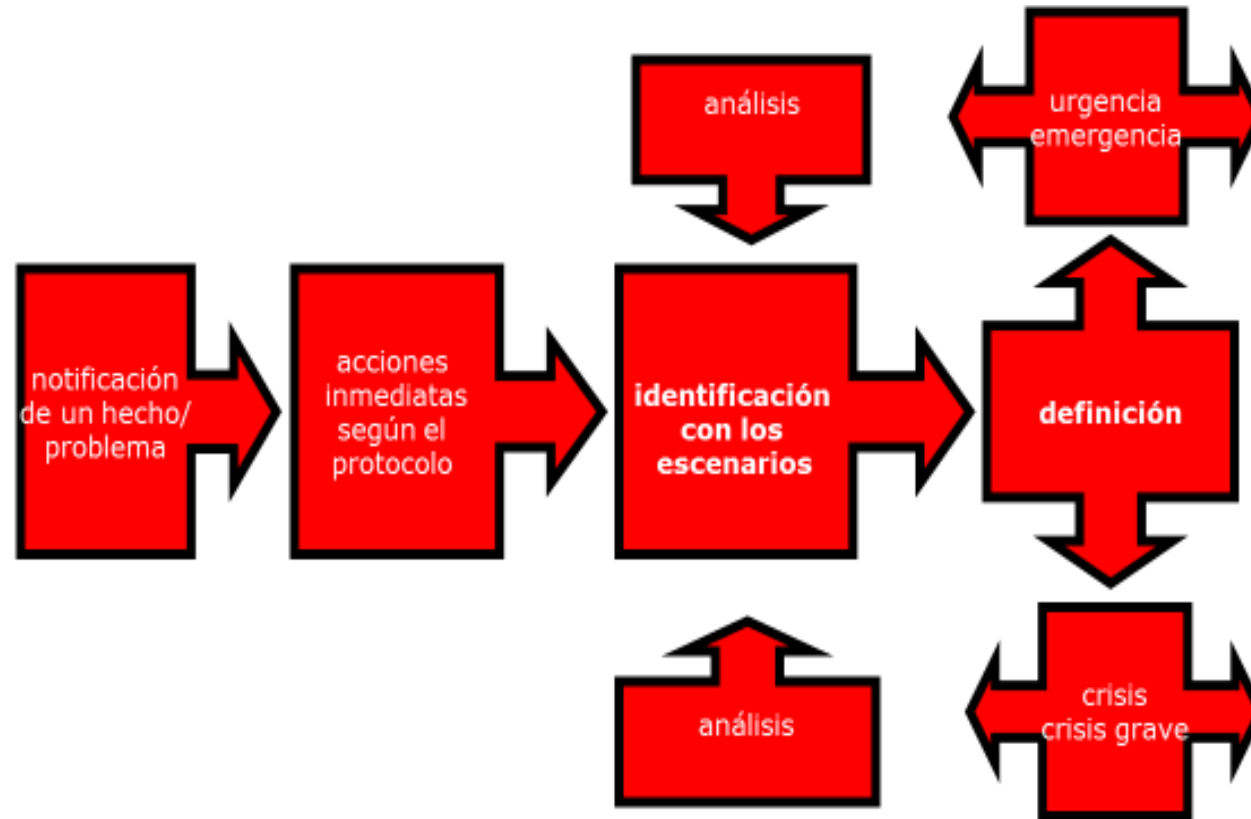 análisis
urgencia
emergencia
notificación
de un hecho/
problema
acciones
inmediatas
según el
protocolo
identificación
con los
escenarios
definición
análisis
crisis
crisis grave